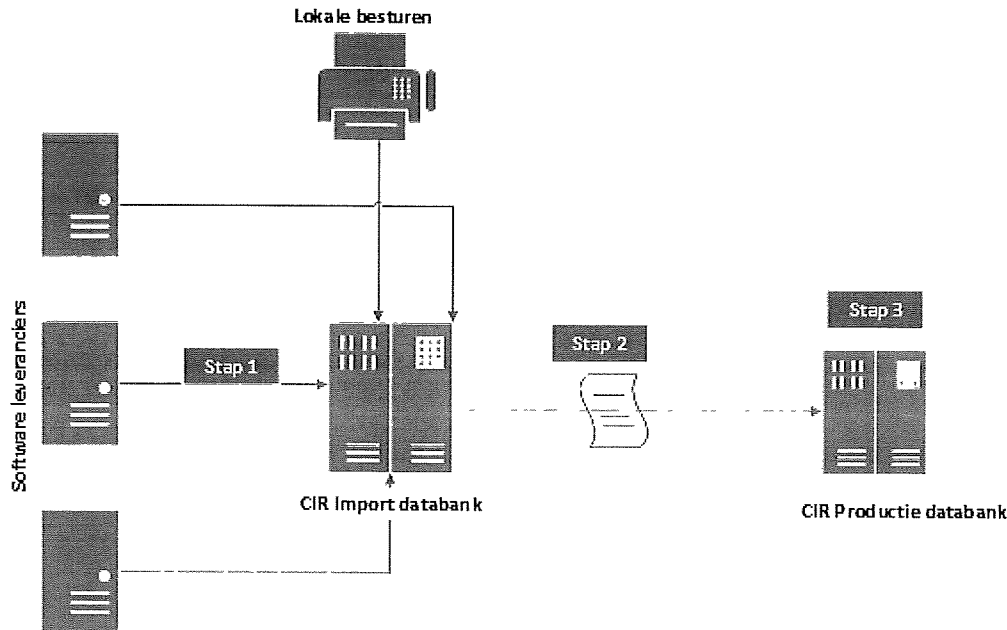 Lokale besturen
Software leveranciers
Stap 1
Stap 2
Stap 3
CIR Import databank
CIR Productie databank